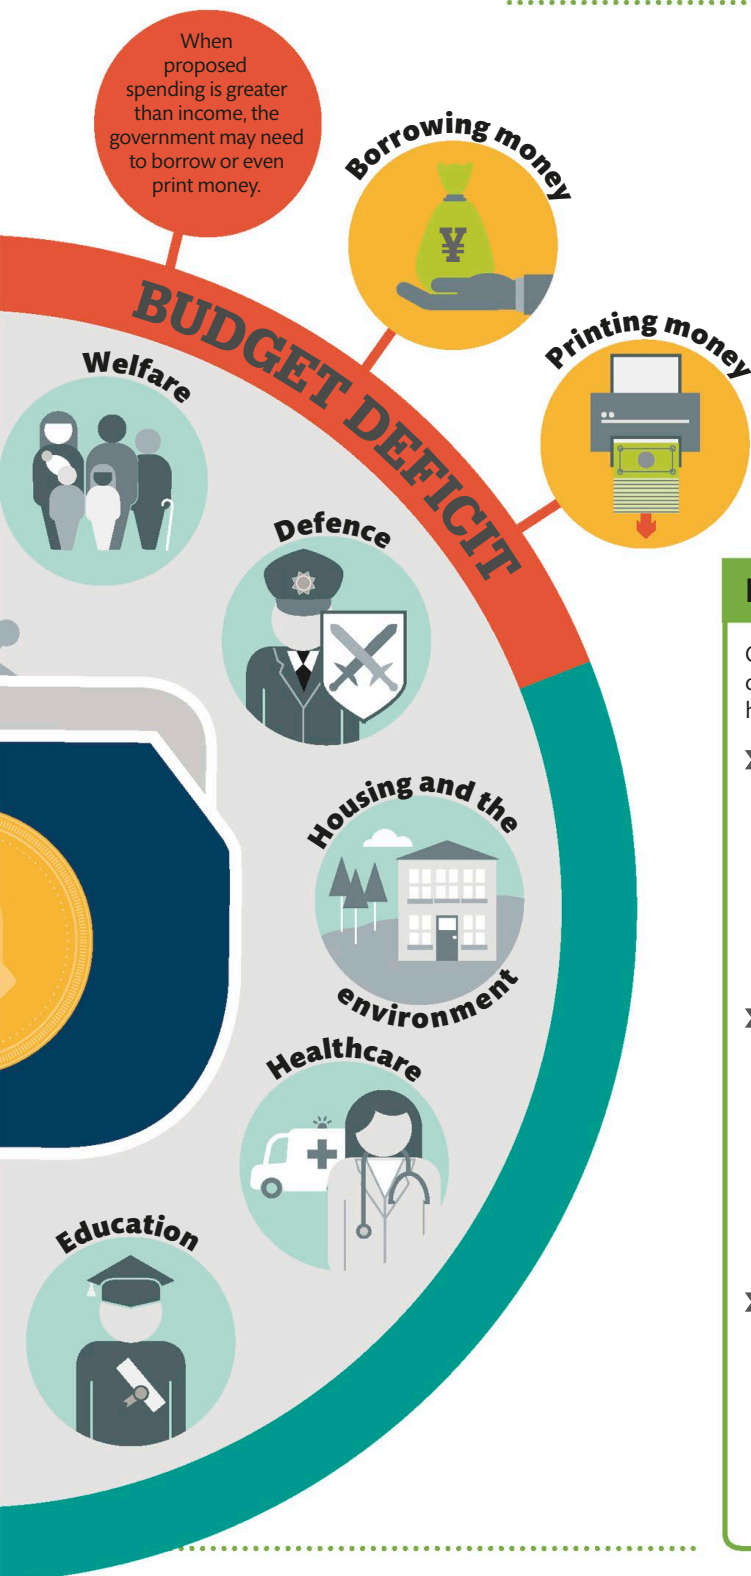 When
proposed
spending is greater
than income, the
government may need
to borrow or even
print money.
Borrowing money
¥
Printing money
BUDGET DEFICIT
Welfare
Defence
Housing and the
environment
Healthcare
Education